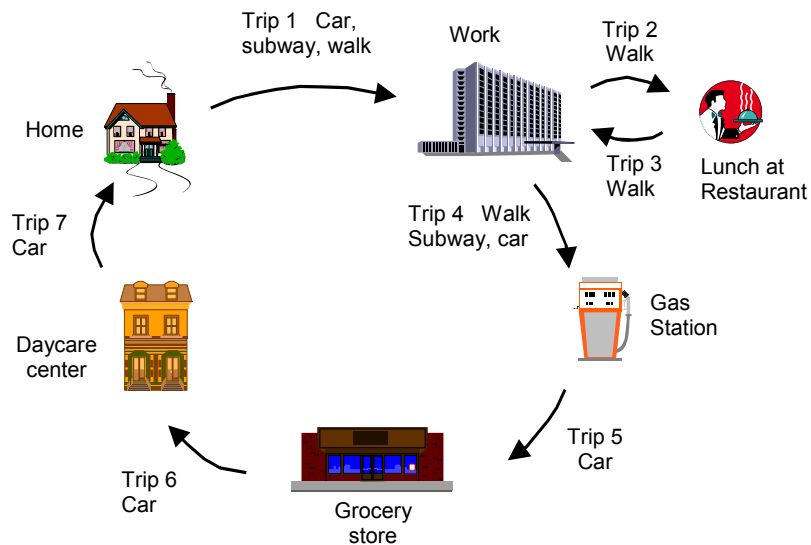 Trip 1 Car,
subway, walk
Work
Trip 2
Walk
Home
Trip 3
Walk
Lunch at
Restaurant
Trip 4 Walk
Subway, car
Trip 7
Car
Gas
Station
Daycare
center
Trip 5
Car
Trip 6
Car
Grocery
store